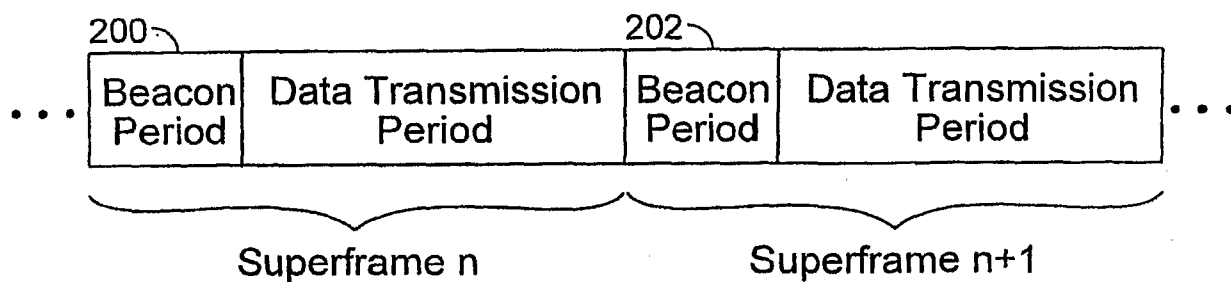 200 202
Beacon Period Data Transmission Period Beacon Period Data Transmission Period
Superframe n Superframe n+1